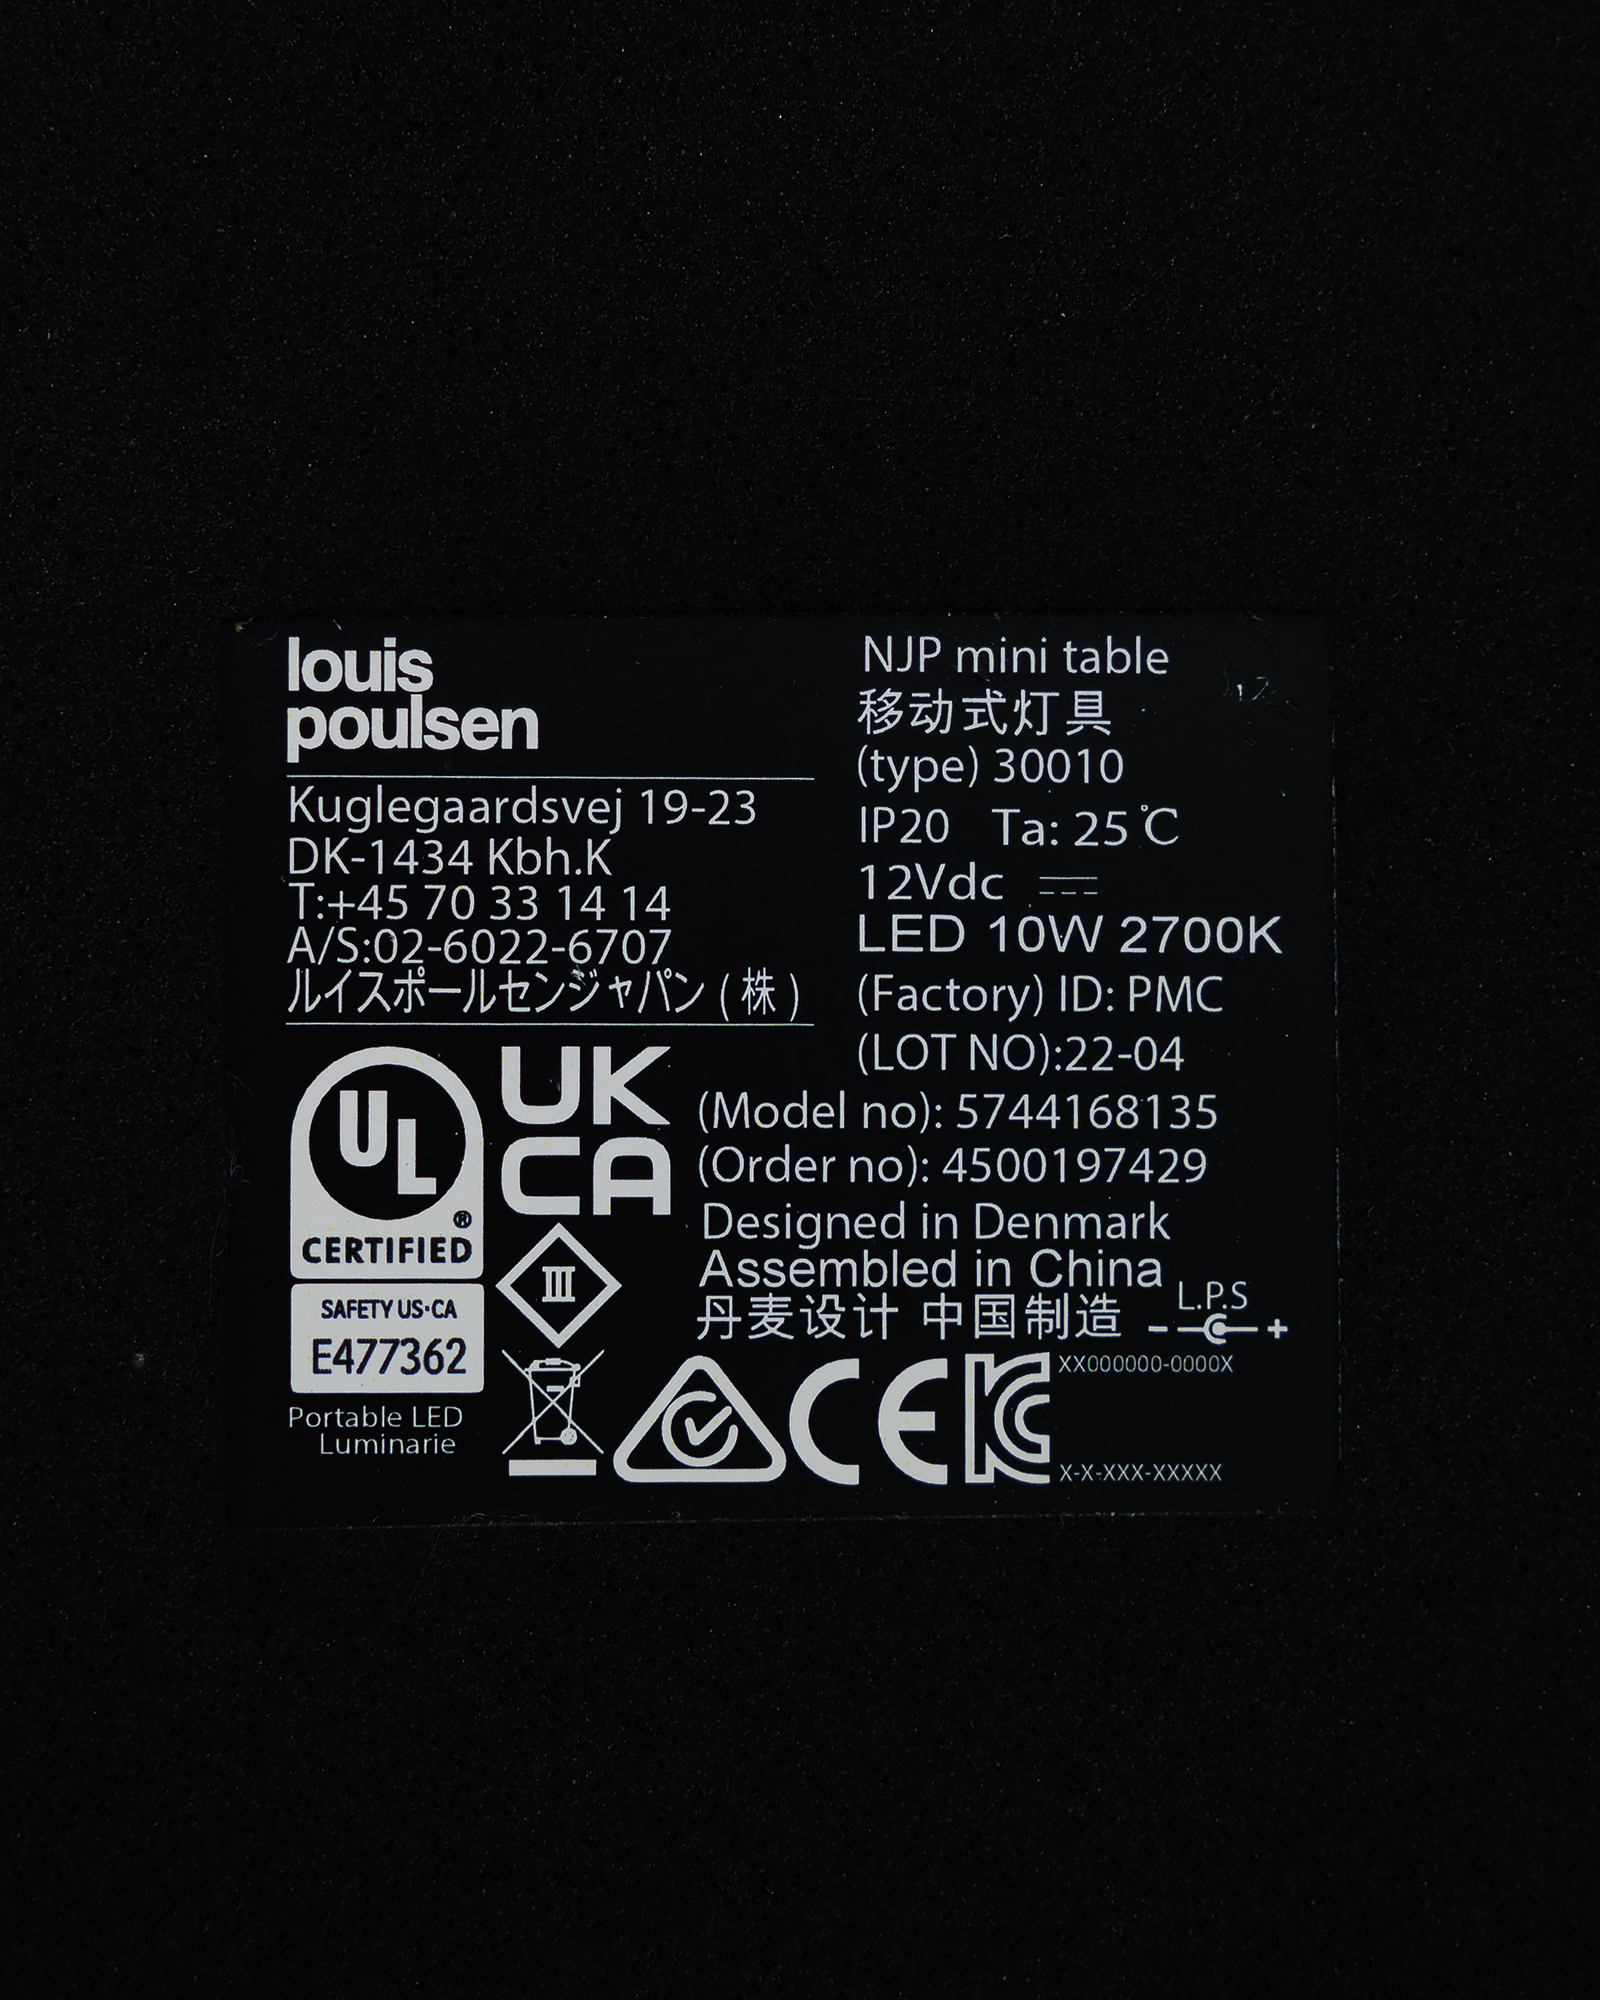 louis
poulsen
Kuglegaardsvej 19-23
DK-1434 Kbh.K
T:+45 70 33 14 14
A/S:02-6022-6707
ルイスポールセンジャパン (株)
NJP mini table
移动式灯具
(type) 30010
IP20 Ta: 25℃
12Vdc
LED 10W 2700K
(Factory) ID: PMC
(LOT NO):22-04
(Model no): 5744168135
(Order no): 4500197429
Designed in Denmark
Assembled in China
丹麦设计 中国制造
L.P.S
- +
XX000000-0000X
X-X-XXX-XXXXX
UL
®
CERTIFIED
SAFETY US·CA
E477362
Portable LED
Luminarie
UK
CA
III
CE
KC